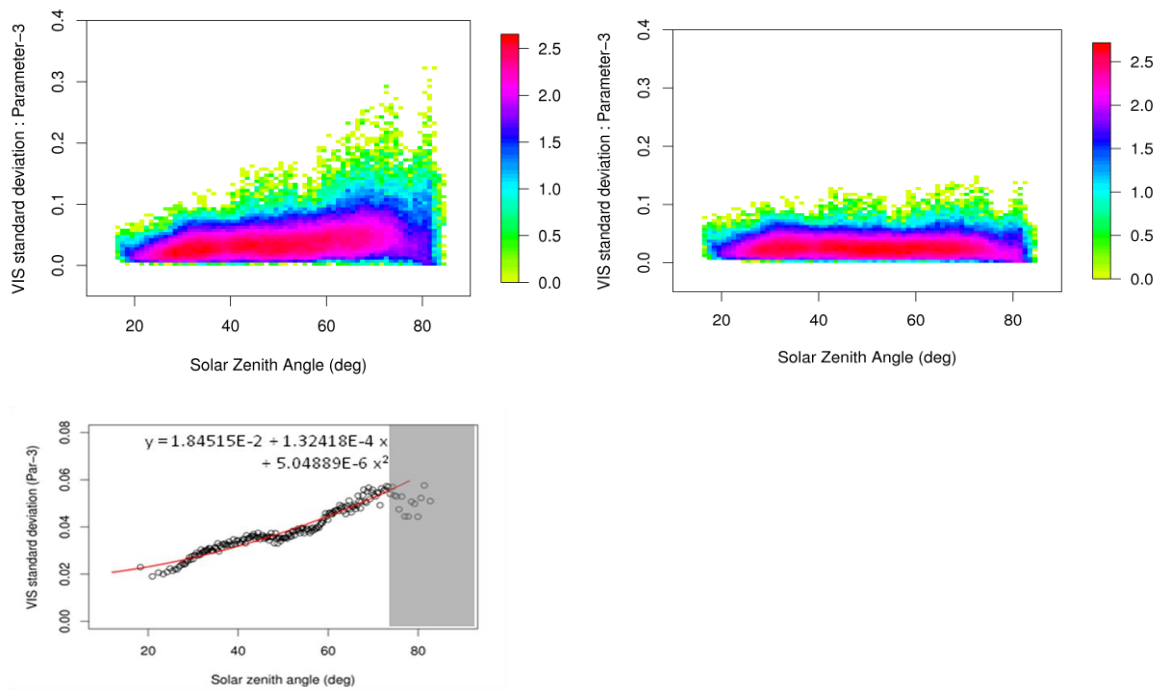 VIS standard deviation : Parameter−3
0.4
0.3
0.2
0.1
0.0
20 40 60 80
Solar Zenith Angle (deg)
2.5
2.0
1.5
1.0
0.5
0.0
VIS standard deviation : Parameter−3
0.4
0.3
0.2
0.1
0.0
20 40 60 80
Solar Zenith Angle (deg)
2.5
2.0
1.5
1.0
0.5
0.0
VIS standard deviation (Par-3)
0.08
0.06
0.04
0.02
0.00
y = 1.84515E-2 + 1.32418E-4 x
+ 5.04889E-6 x²
20 40 60 80
Solar zenith angle (deg)